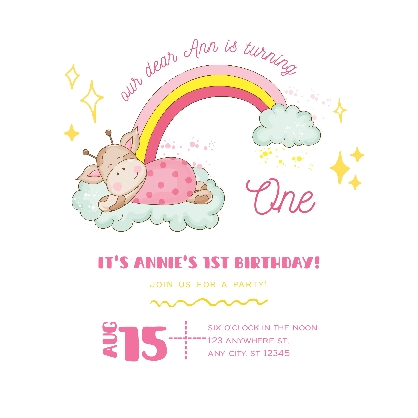 our dear Ann is turning
One
IT'S ANNIE'S 1ST BIRTHDAY!
JOIN US FOR A PARTY!
AUG 15
SIX O'CLOCK IN THE NOON
123 ANYWHERE ST.
ANY CITY, ST 12345